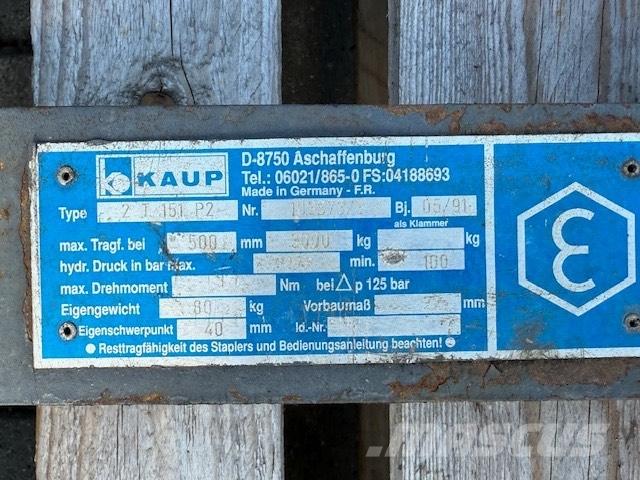 KAUP
D-8750 Aschaffenburg
Tel.: 06021/865-0 FS:04188693
Made in Germany - F.R.
Type 2 T 151 P2 Nr. Bj. 05/91
als Klammer
max. Tragf. bei 500 mm kg kg
hydr. Druck in bar max. min. 100
max. Drehmoment Nm bei Δp 125 bar
Eigengewicht 80 kg Vorbaumaß mm
Eigenschwerpunkt 40 mm Id.-Nr.
● Resttragfähigkeit des Staplers und Bedienungsanleitung beachten! ●
MASCUS